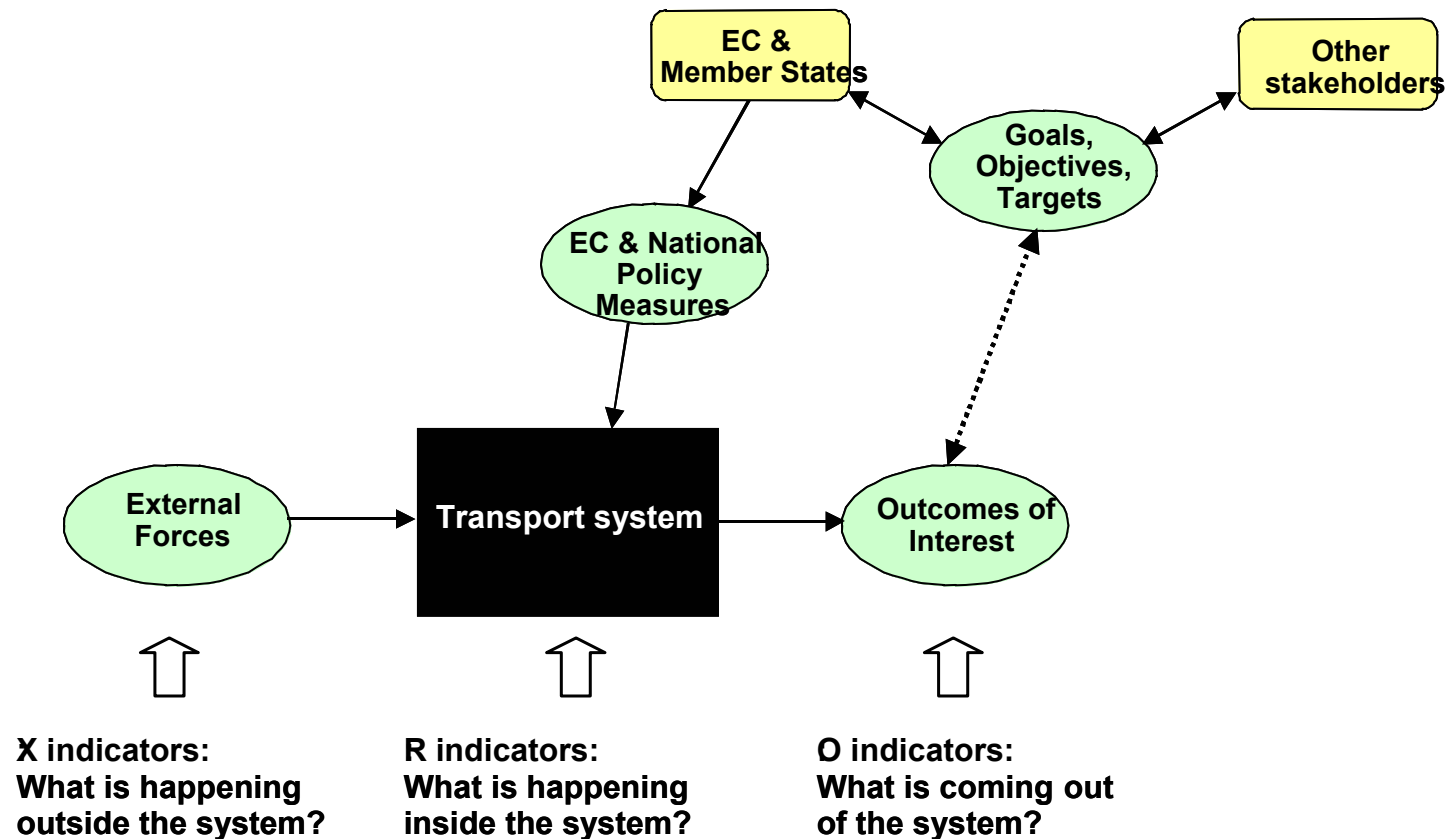 EC &
Member States
Other
stakeholders
Goals,
Objectives,
Targets
EC & National
Policy
Measures
External
Forces
Transport system
Outcomes of
Interest
X indicators:
What is happening
outside the system?
R indicators:
What is happening
inside the system?
O indicators:
What is coming out
of the system?